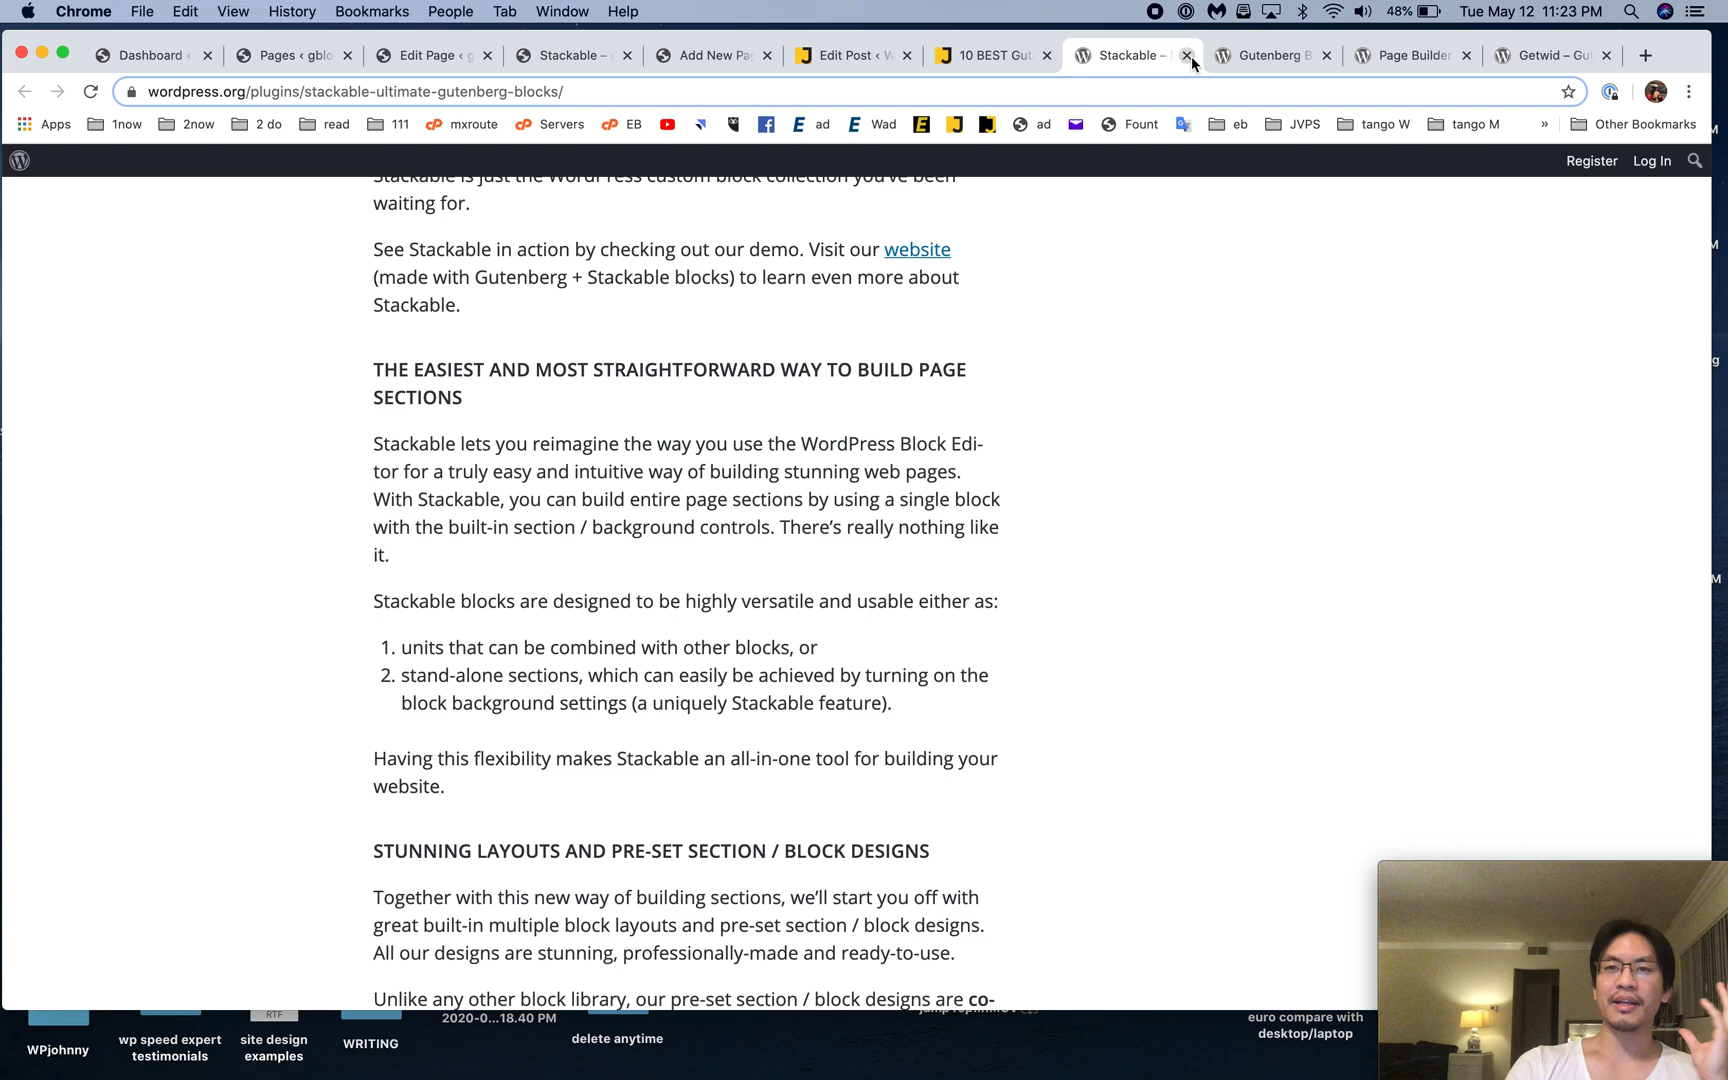 Chrome File Edit View History Bookmarks People Tab Window Help 48% Tue May 12 11:23 PM
Dashboard ‹ Pages ‹ gblo Edit Page ‹ g Stackable – g Add New Pa Edit Post ‹ W 10 BEST Gut Stackable – Gutenberg B Page Builder Getwid – Gut
wordpress.org/plugins/stackable-ultimate-gutenberg-blocks/
Apps 1now 2now 2 do read 111 mxroute Servers EB ad Wad ad Fount eb JVPS tango W tango M » Other Bookmarks
Register Log In
Stackable is just the WordPress custom block collection you've been
waiting for.
See Stackable in action by checking out our demo. Visit our website
(made with Gutenberg + Stackable blocks) to learn even more about
Stackable.
THE EASIEST AND MOST STRAIGHTFORWARD WAY TO BUILD PAGE
SECTIONS
Stackable lets you reimagine the way you use the WordPress Block Edi-
tor for a truly easy and intuitive way of building stunning web pages.
With Stackable, you can build entire page sections by using a single block
with the built-in section / background controls. There's really nothing like
it.
Stackable blocks are designed to be highly versatile and usable either as:
1. units that can be combined with other blocks, or
2. stand-alone sections, which can easily be achieved by turning on the
block background settings (a uniquely Stackable feature).
Having this flexibility makes Stackable an all-in-one tool for building your
website.
STUNNING LAYOUTS AND PRE-SET SECTION / BLOCK DESIGNS
Together with this new way of building sections, we'll start you off with
great built-in multiple block layouts and pre-set section / block designs.
All our designs are stunning, professionally-made and ready-to-use.
Unlike any other block library, our pre-set section / block designs are co-
WPjohnny
wp speed expert
testimonials
RTF
site design
examples
WRITING
2020-0...18.40 PM
delete anytime
euro compare with
desktop/laptop